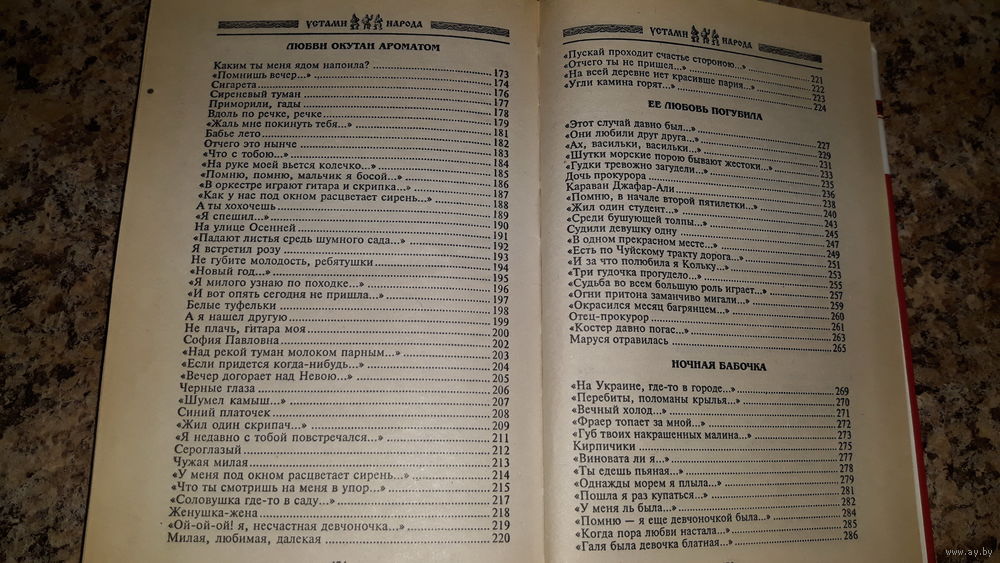 УСТАМИ НАРОДА
ЛЮБВИ ОКУТАН АРОМАТОМ
Каким ты меня ядом напоила? 173
«Помнишь вечер...» 174
Сигарета 176
Сиреневый туман 177
Приморили, гады 178
Вдоль по речке, речке 179
«Жаль мне покинуть тебя...» 181
Бабье лето 182
Отчего это нынче 183
«Что с тобою...» 184
«На руке моей вьется колечко...» 185
«Помню, помню, мальчик я босой...» 186
«В оркестре играют гитара и скрипка...» 187
«Как у нас под окном расцветает сирень...» 188
А ты хохочешь 189
«Я спешил...» 190
На улице Осенней 191
«Падают листья средь шумного сада...» 192
Я встретил розу 193
Не губите молодость, ребятушки 194
«Новый год...» 195
«Я милого узнаю по походке...» 196
«И вот опять сегодня не пришла...» 197
Белые туфельки 198
А я нашел другую 199
Не плачь, гитара моя 200
София Павловна 202
«Над рекой туман молоком парным...» 203
«Если придется когда-нибудь...» 204
«Вечер догорает над Невою...» 205
Черные глаза 206
«Шумел камыш...» 207
Синий платочек 208
«Жил один скрипач...» 209
«Я недавно с тобой повстречался...» 211
Сероглазый 212
Чужая милая 213
«У меня под окном расцветает сирень...» 214
«Что ты смотришь на меня в упор...» 215
«Соловушка где-то в саду...» 217
Женушка-жена 218
«Ой-ой-ой! я, несчастная девчоночка...» 219
Милая, любимая, далекая 220
УСТАМИ НАРОДА
«Пускай проходит счастье стороною...» 221
«Отчего ты не пришел...» 222
«На всей деревне нет красивше парня...» 223
«Угли камина горят...» 224
ЕЕ ЛЮБОВЬ ПОГУБИЛА
«Этот случай давно был...» 227
«Они любили друг друга...» 229
«Ах, васильки, васильки...» 231
«Шутки морские порою бывают жестоки...» 233
«Гудки тревожно загудели...» 235
Дочь прокурора 236
Караван Джафар-Али 238
«Помню, в начале второй пятилетки...» 240
«Жил один студент...» 243
«Среди бушующей толпы...» 245
Судили девушку одну 247
«В одном прекрасном месте...» 249
«Есть по Чуйскому тракту дорога...» 251
«И за что полюбила я Кольку...» 253
«Три гудочка прогудело...» 255
«Судьба во всем большую роль играет...» 257
«Огни притона заманчиво мигали...» 259
«Окрасился месяц багрянцем...» 260
Отец-прокурор 261
«Костер давно погас...» 263
Маруся отравилась 265
НОЧНАЯ БАБОЧКА
«На Украине, где-то в городе...» 269
«Перебиты, поломаны крылья...» 270
«Вечный холод...» 271
«Фраер топает за мной...» 272
«Губ твоих накрашенных малина...» 273
Кирпичики 275
«Виновата ли я...» 277
«Ты едешь пьяная...» 278
«Однажды морем я плыла...» 279
«Пошла я раз купаться...» 281
«У меня ль была...» 282
«Помню — я еще девчоночкой была...» 284
«Когда пора любви настала...» 285
«Галя была девочка блатная...» 286
www.ay.by